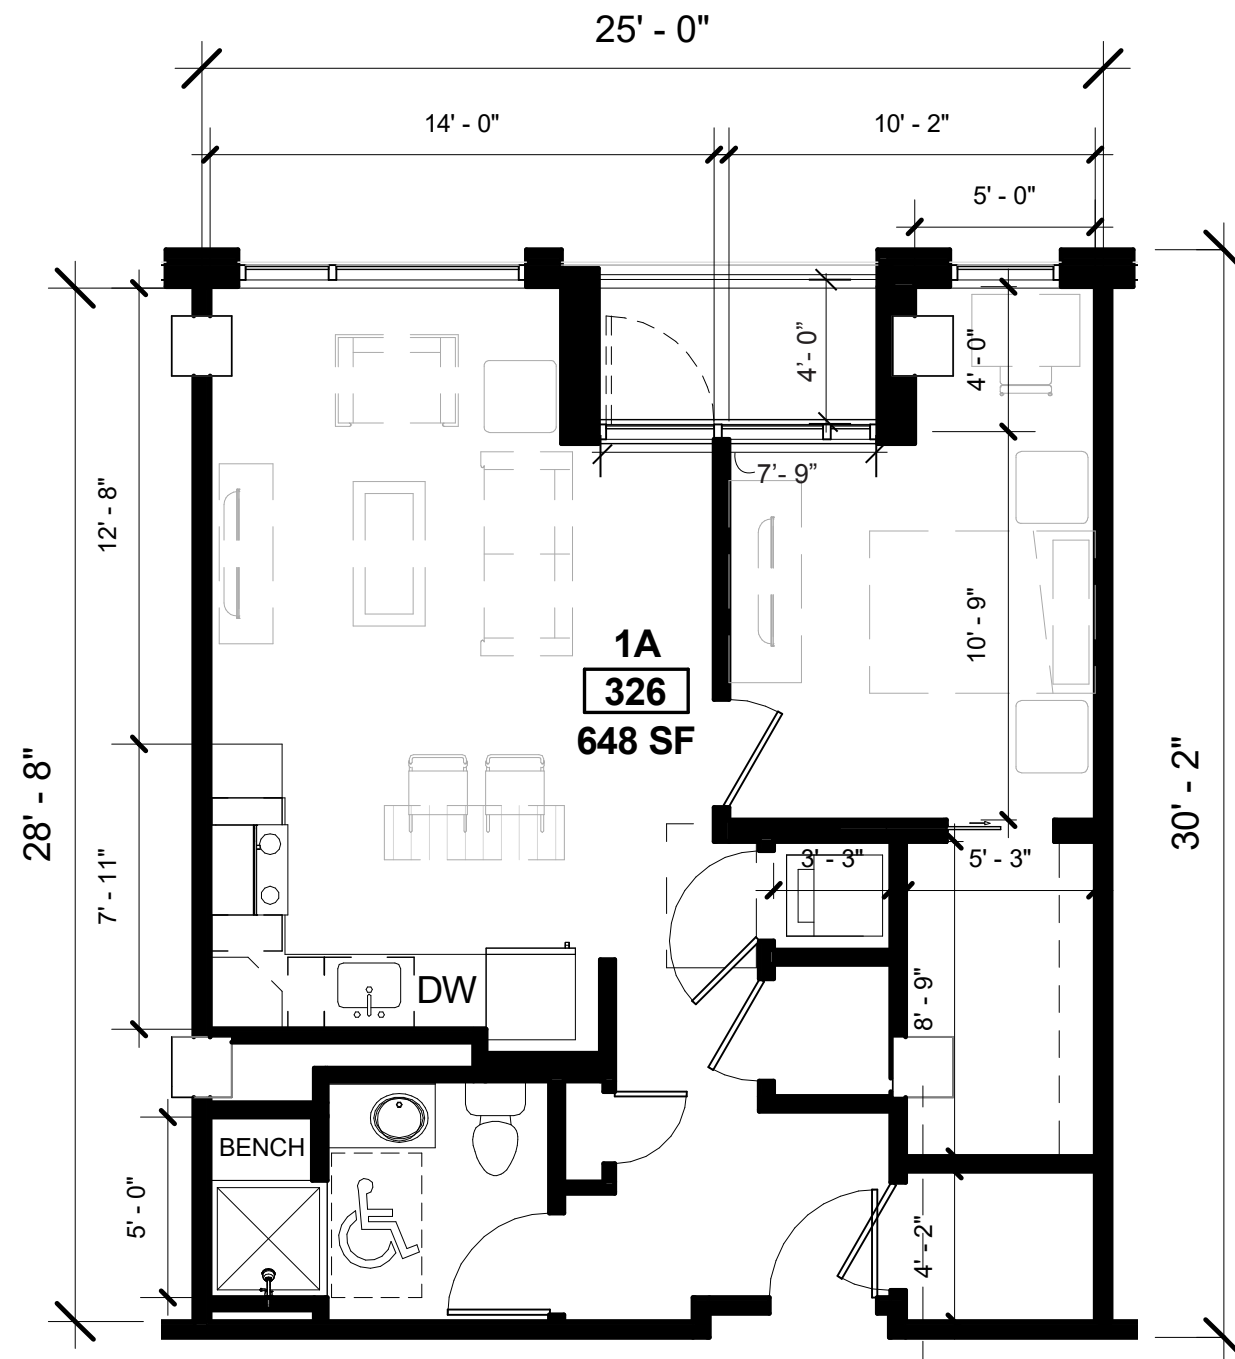 25' - 0"
14' - 0"
10' - 2"
5' - 0"
4'- 0”
4' - 0"
7’- 9”
12' - 8"
10' - 9"
1A
326
648 SF
28' - 8"
30' - 2"
7' - 11"
3' - 3"
5' - 3"
DW
8' - 9"
BENCH
5' - 0"
4' - 2"